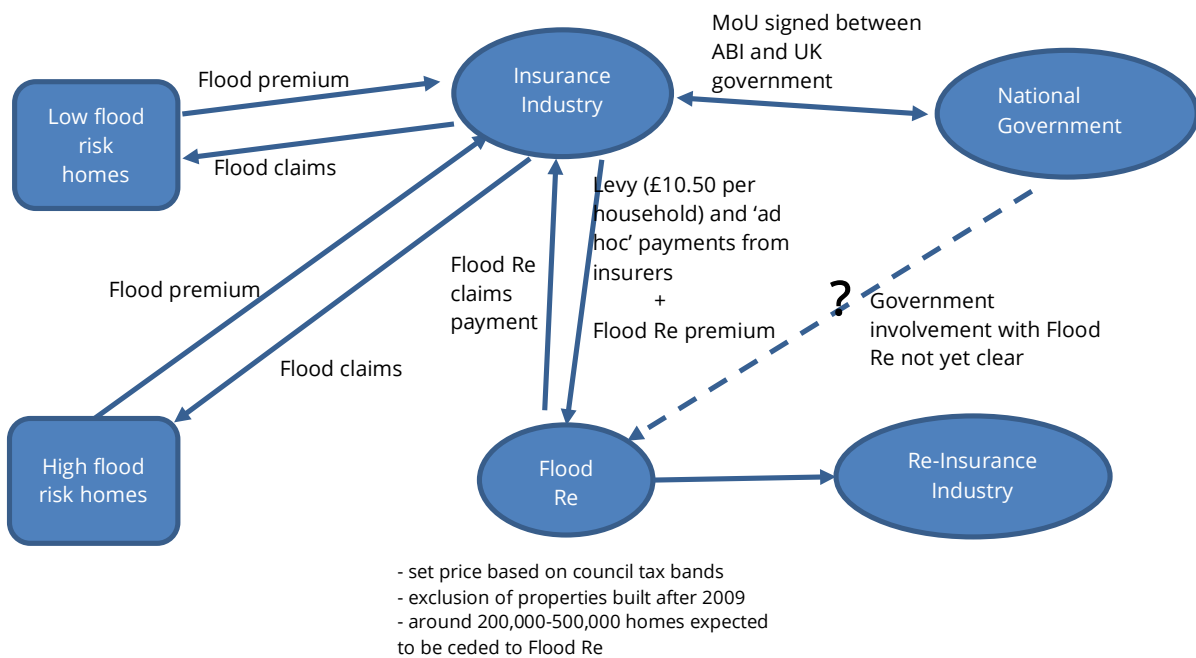 MoU signed between
ABI and UK
government
Insurance
Industry
National
Government
Flood premium
Low flood
risk
homes
Flood claims
Levy (£10.50 per
household) and ‘ad
hoc’ payments from
insurers
+
Flood Re premium
Flood Re
claims
payment
Flood premium
?
Government
involvement with Flood
Re not yet clear
Flood claims
High flood
risk homes
Flood
Re
Re-Insurance
Industry
- set price based on council tax bands
- exclusion of properties built after 2009
- around 200,000-500,000 homes expected
to be ceded to Flood Re